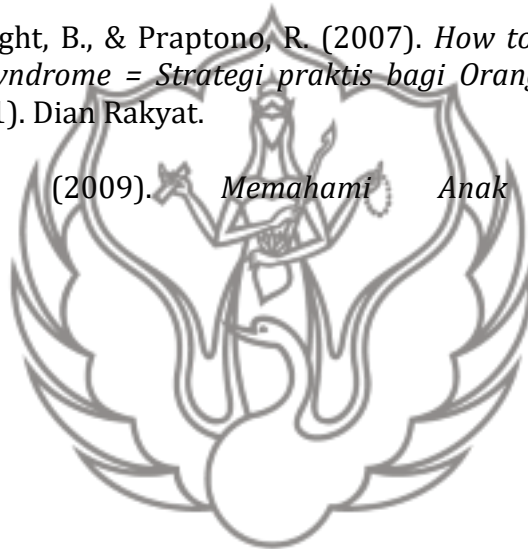 ght, B., & Praptono, R. (2007). How to
yndrome = Strategi praktis bagi Orang
). Dian Rakyat.
(2009). Memahami Anak